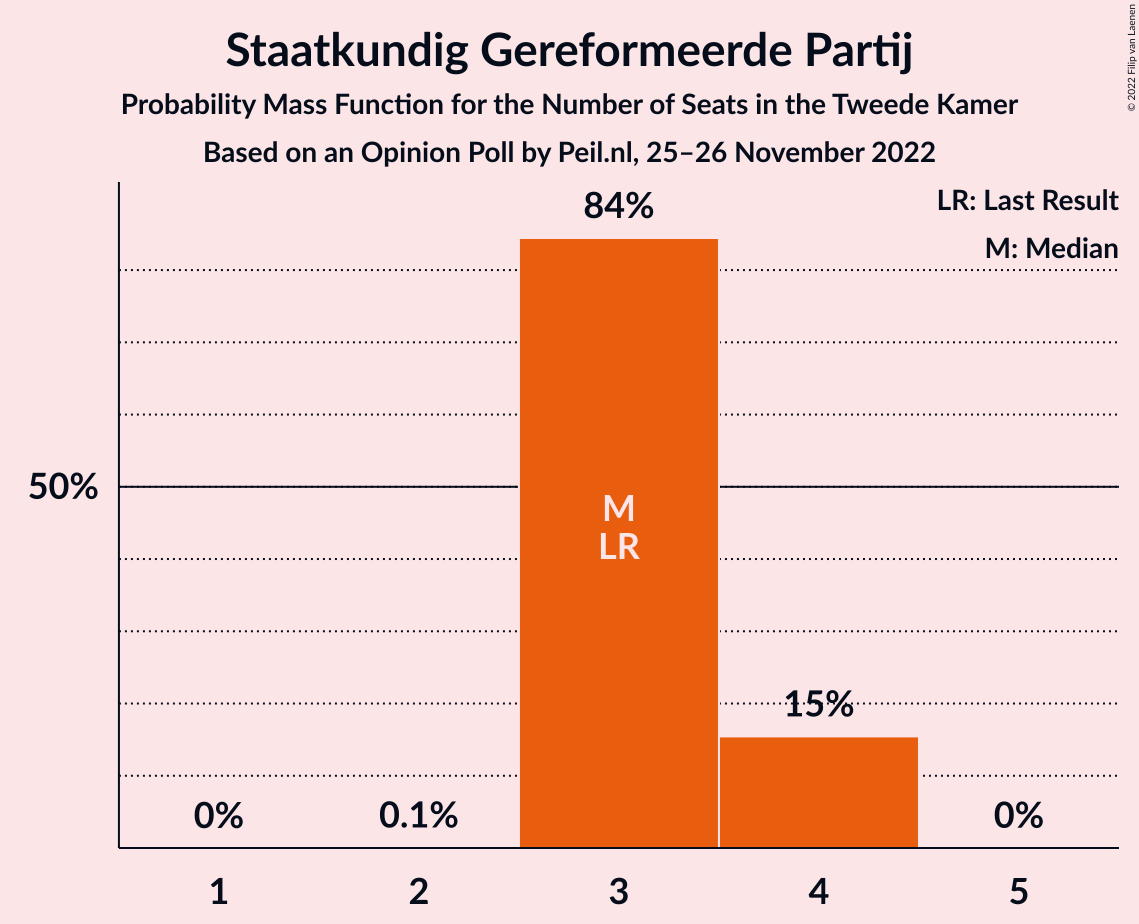 Staatkundig Gereformeerde Partij
Probability Mass Function for the Number of Seats in the Tweede Kamer
Based on an Opinion Poll by Peil.nl, 25–26 November 2022
© 2022 Filip van Laenen
LR: Last Result
M: Median
84%
50%
M
LR
15%
0%
0.1%
0%
1
2
3
4
5